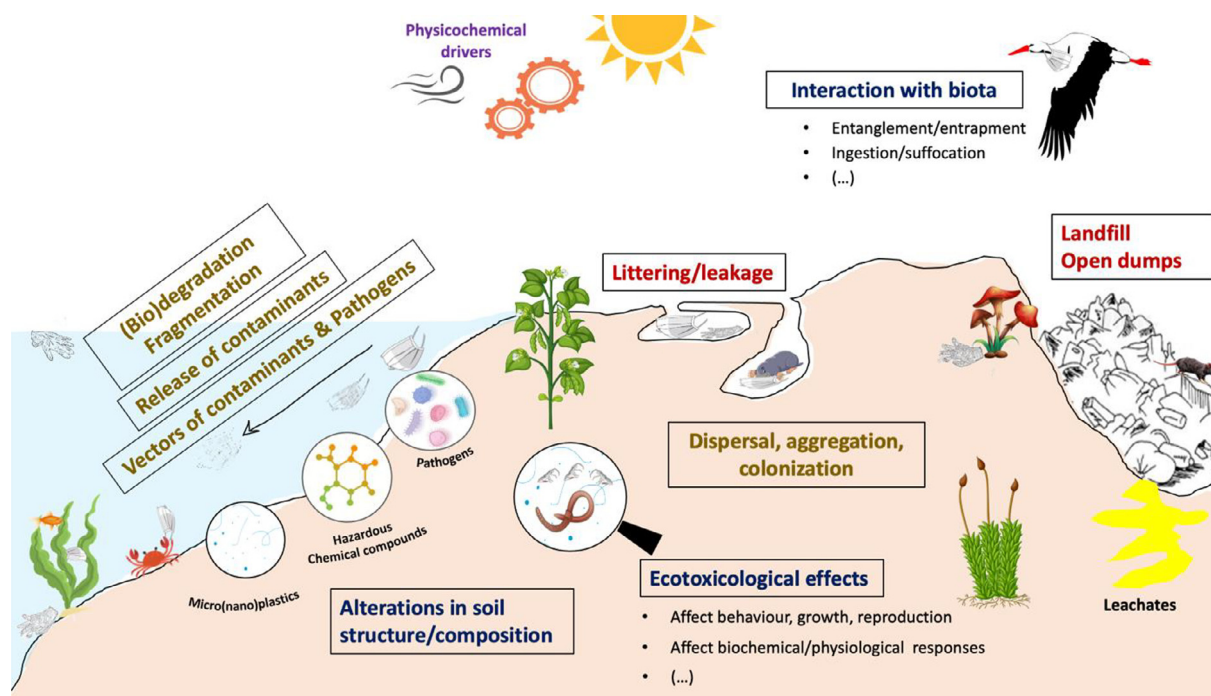 Physicochemical
drivers
Interaction with biota
• Entanglement/entrapment
• Ingestion/suffocation
• (...)
(Bio)degradation
Fragmentation
Release of contaminants
Vectors of contaminants & Pathogens
Littering/leakage
Landfill
Open dumps
Pathogens
Dispersal, aggregation,
colonization
Hazardous
Chemical compounds
Micro(nano)plastics
Alterations in soil
structure/composition
Ecotoxicological effects
• Affect behaviour, growth, reproduction
• Affect biochemical/physiological responses
• (...)
Leachates